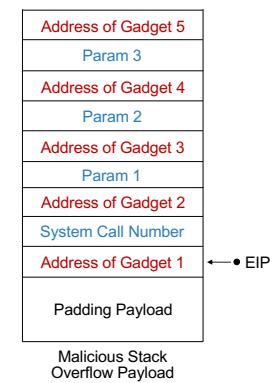 Address of Gadget 5
Param 3
Address of Gadget 4
Param 2
Address of Gadget 3
Param 1
Address of Gadget 2
System Call Number
Address of Gadget 1
EIP
Padding Payload
Malicious Stack
Overflow Payload